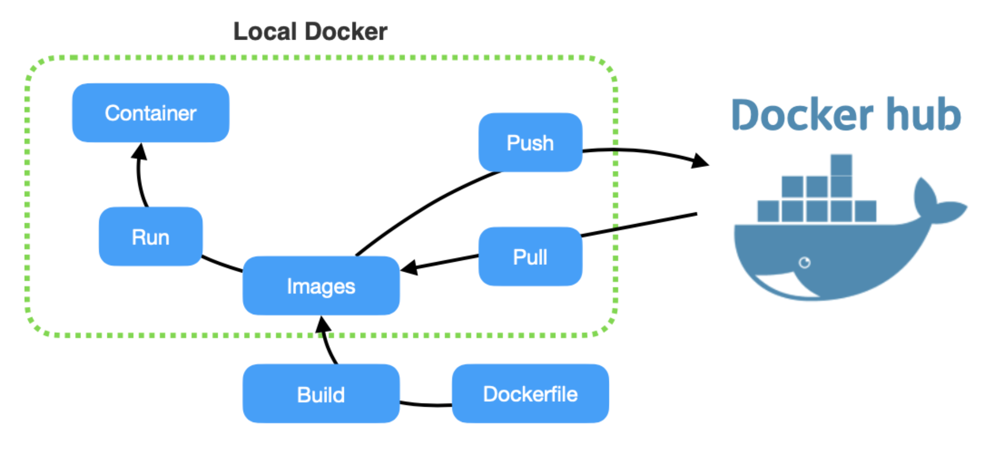 Local Docker
Container
Push
Docker hub
Run
Pull
Images
Build
Dockerfile